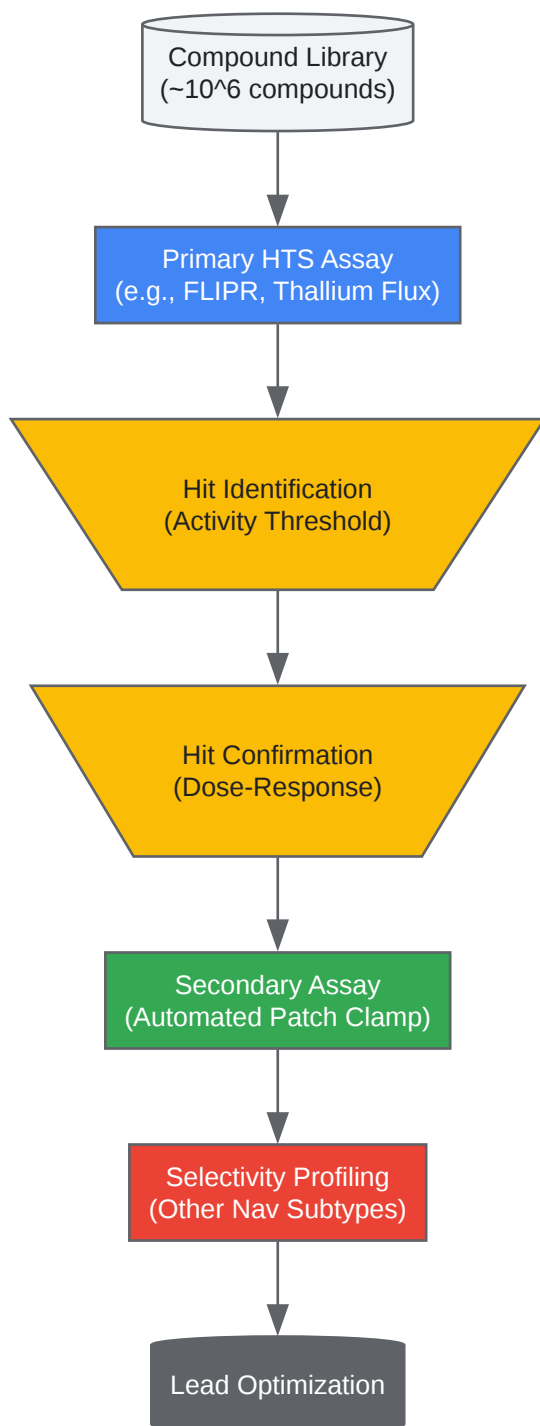 Compound Library
(~10^6 compounds)
Primary HTS Assay
(e.g., FLIPR, Thallium Flux)
Hit Identification
(Activity Threshold)
Hit Confirmation
(Dose-Response)
Secondary Assay
(Automated Patch Clamp)
Selectivity Profiling
(Other Nav Subtypes)
Lead Optimization